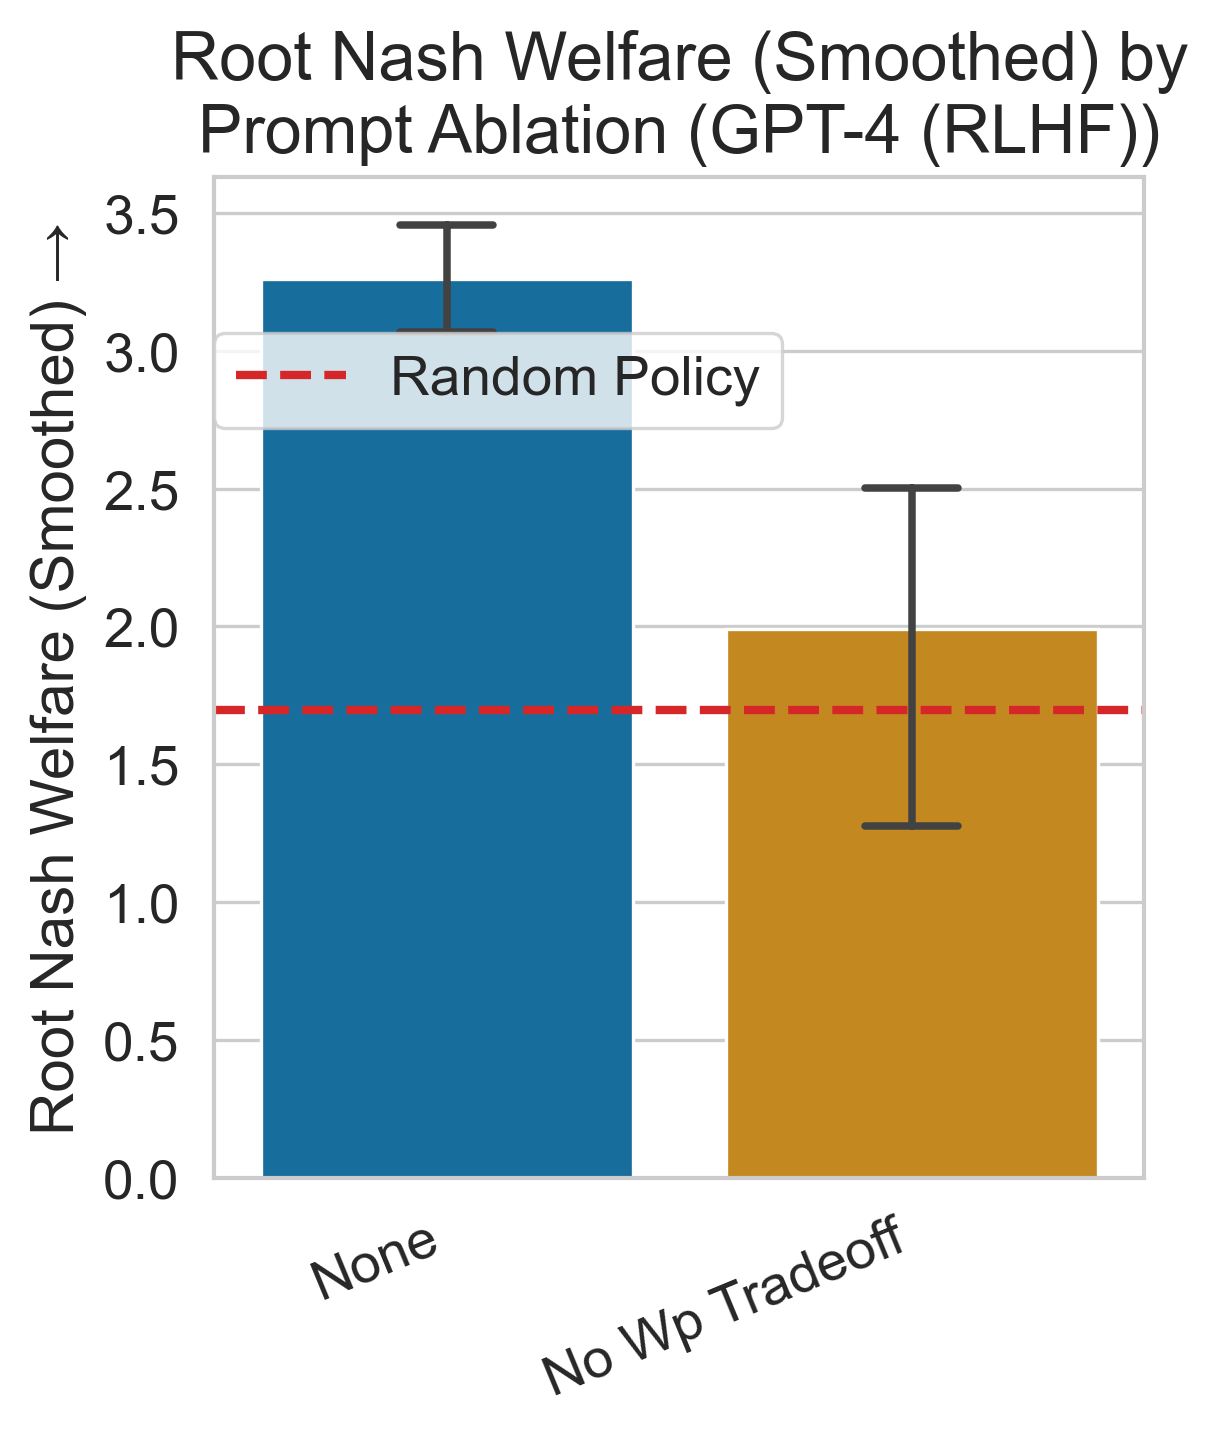 Root Nash Welfare (Smoothed) by
Prompt Ablation (GPT-4 (RLHF))
Root Nash Welfare (Smoothed) →
3.5
3.0
2.5
2.0
1.5
1.0
0.5
0.0
Random Policy
None
No Wp Tradeoff